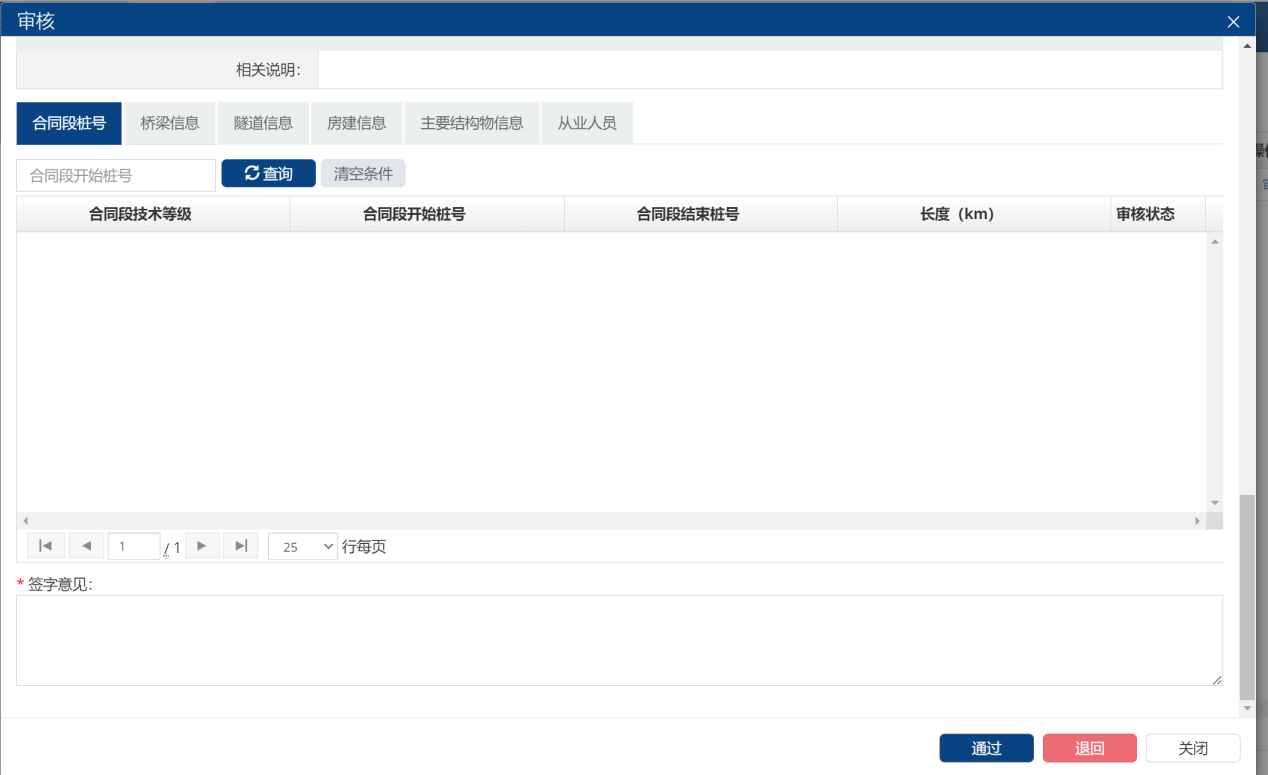 审核
相关说明：
合同段桩号 桥梁信息 隧道信息 房建信息 主要结构物信息 从业人员
合同段开始桩号 查询 清空条件
合同段技术等级 合同段开始桩号 合同段结束桩号 长度（km） 审核状态
1 / 1 25 行每页
* 签字意见：
通过 退回 关闭